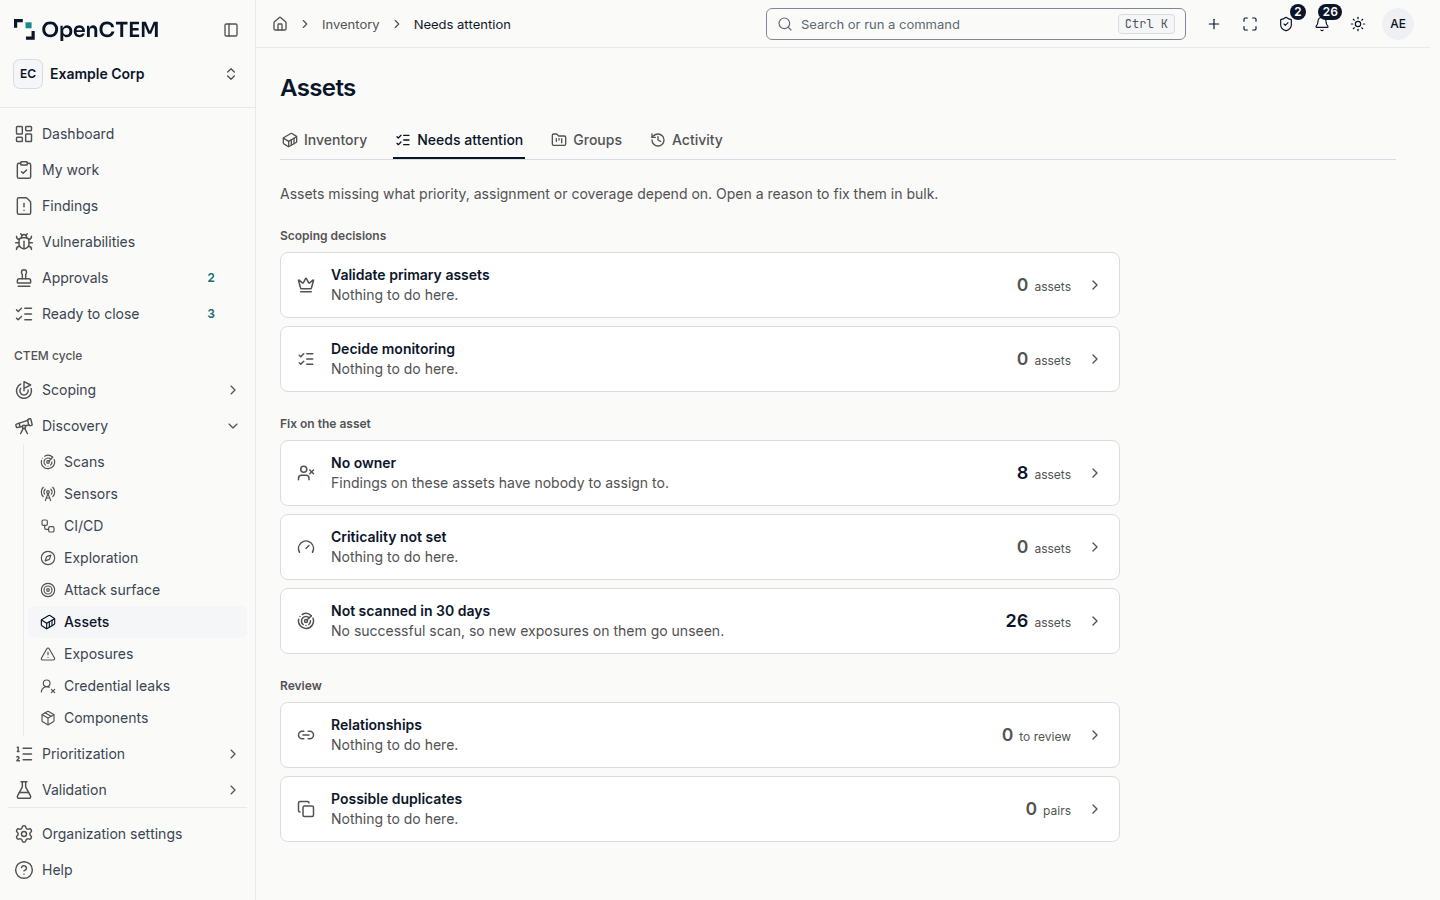 OpenCTEM
EC Example Corp
Dashboard
My work
Findings
Vulnerabilities
Approvals 2
Ready to close 3
CTEM cycle
Scoping
Discovery
Scans
Sensors
CI/CD
Exploration
Attack surface
Assets
Exposures
Credential leaks
Components
Prioritization
Validation
Organization settings
Help
Inventory Needs attention
Search or run a command Ctrl K
2
26
AE
Assets
Inventory Needs attention Groups Activity
Assets missing what priority, assignment or coverage depend on. Open a reason to fix them in bulk.
Scoping decisions
Validate primary assets
Nothing to do here.
0 assets
Decide monitoring
Nothing to do here.
0 assets
Fix on the asset
No owner
Findings on these assets have nobody to assign to.
8 assets
Criticality not set
Nothing to do here.
0 assets
Not scanned in 30 days
No successful scan, so new exposures on them go unseen.
26 assets
Review
Relationships
Nothing to do here.
0 to review
Possible duplicates
Nothing to do here.
0 pairs